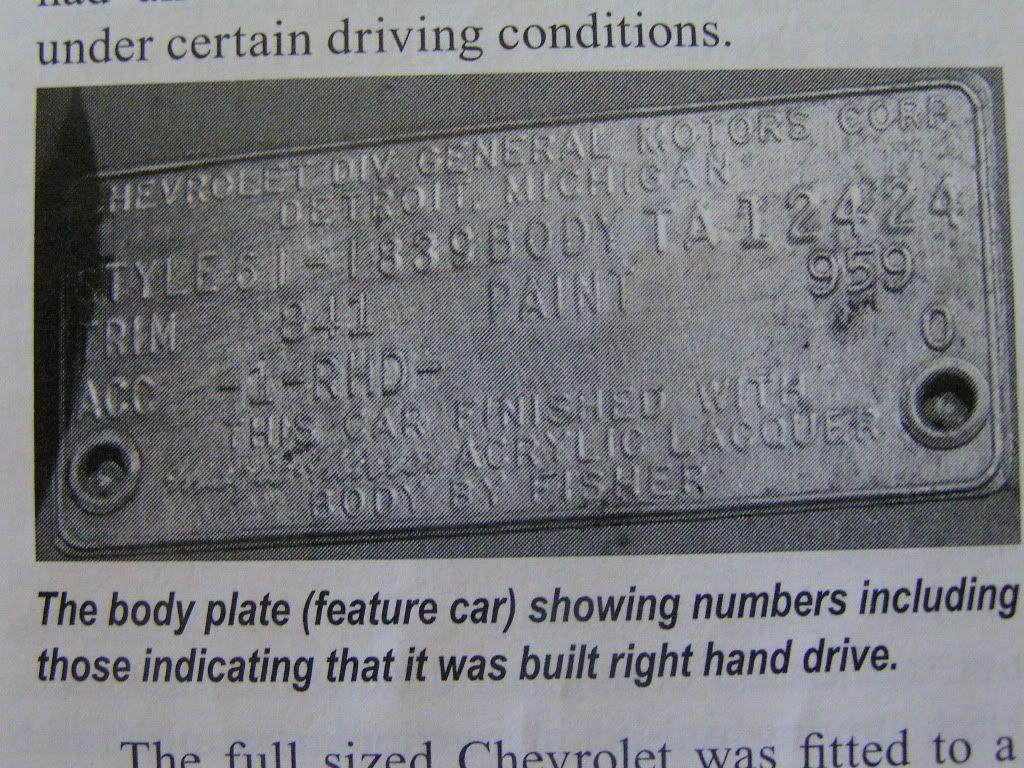 under certain driving conditions.
CHEVROLET DIV. GENERAL MOTORS CORP.
DETROIT, MICHIGAN
STYLE 61-1839 BODY TA 12424
TRIM 841 PAINT 959
ACC -1-RHD- O
THIS CAR FINISHED WITH
ACRYLIC LACQUER
BODY BY FISHER
The body plate (feature car) showing numbers including
those indicating that it was built right hand drive.
The full sized Chevrolet was fitted to a